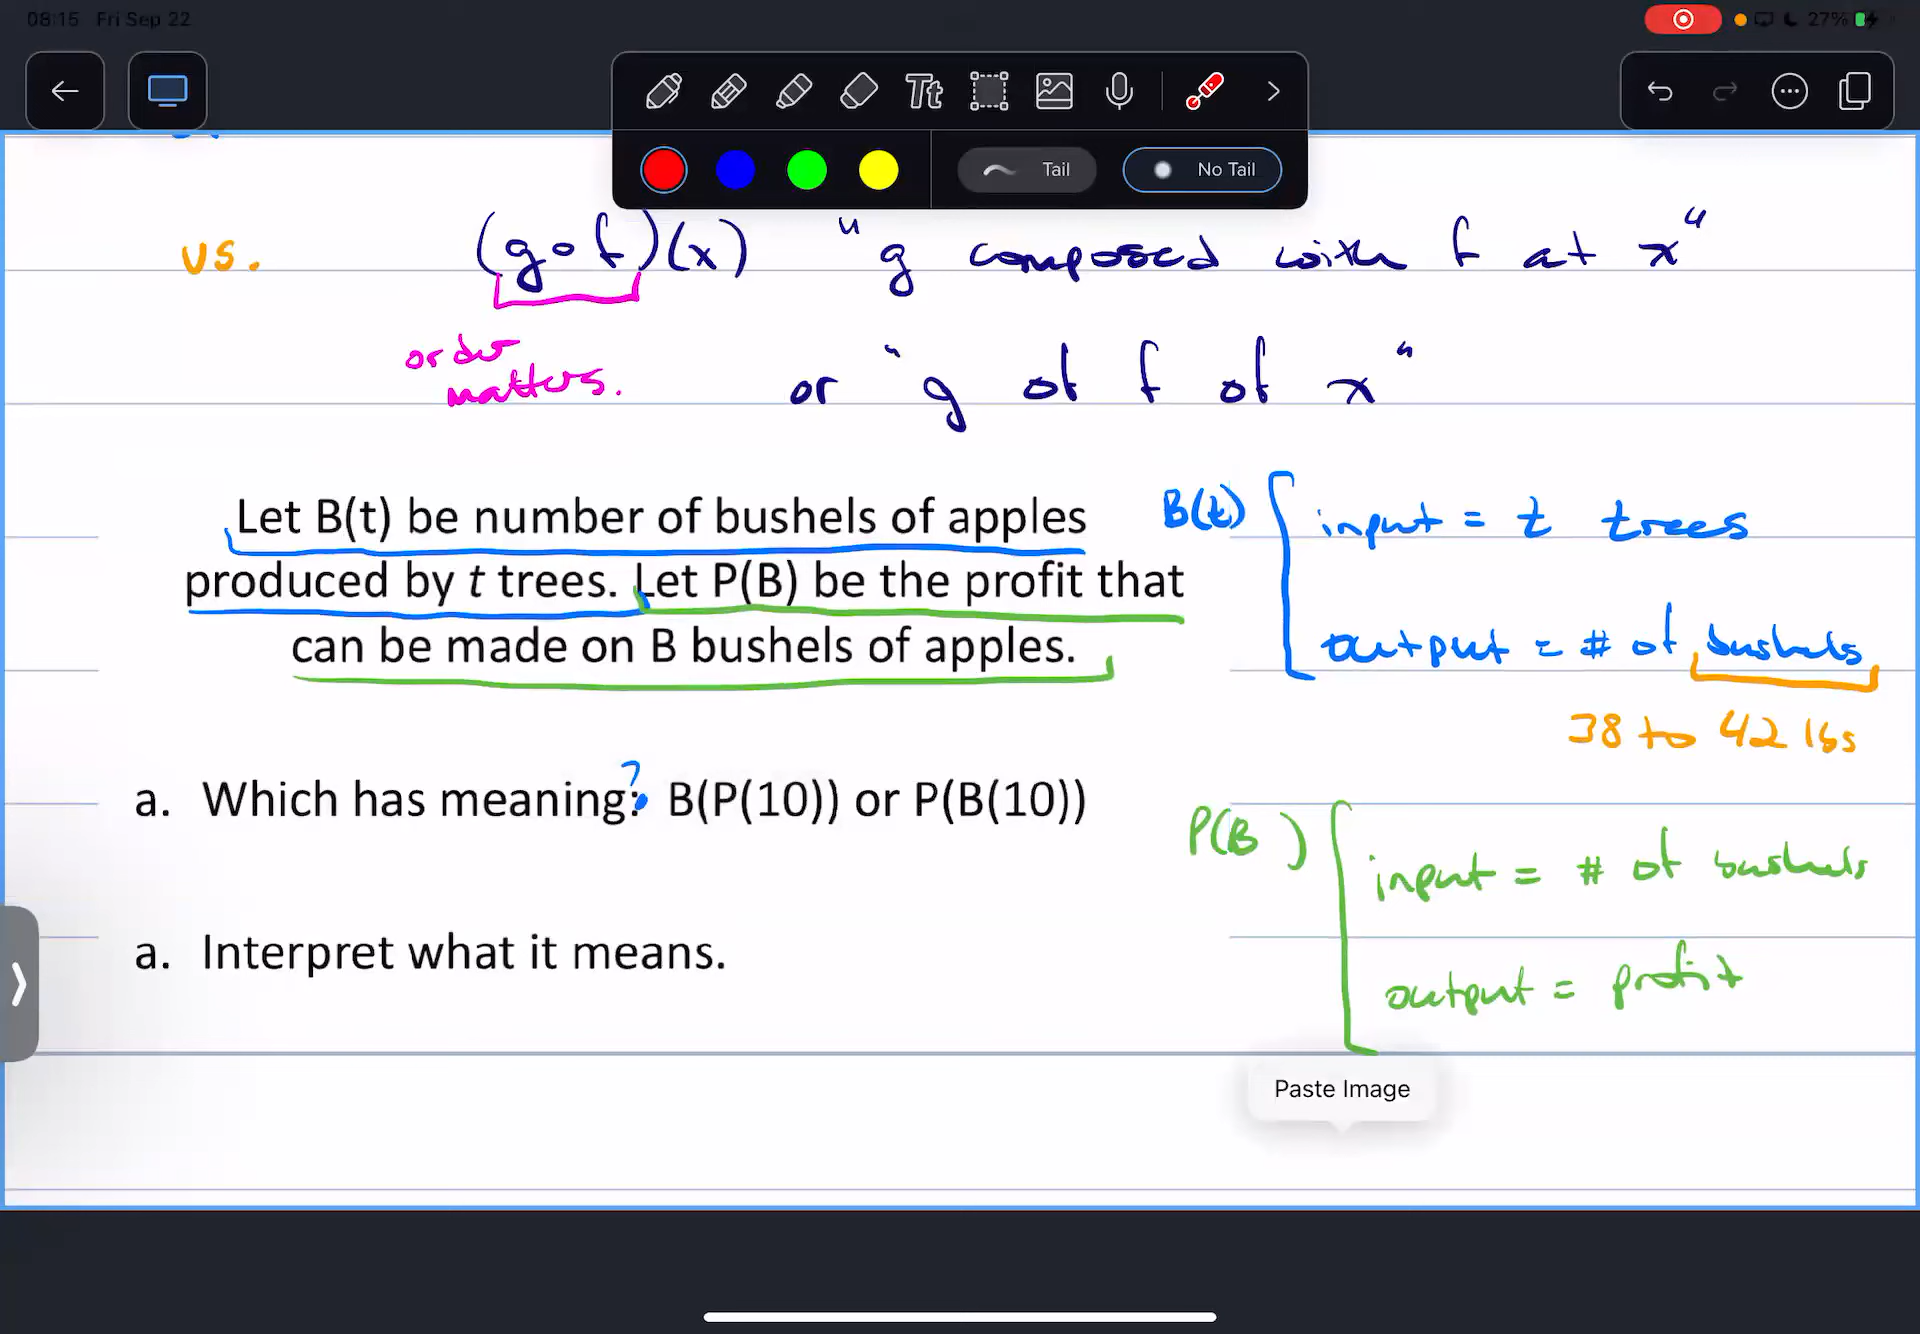 08:15 Fri Sep 22
27%
Tt
Tail
No Tail
vs. (g∘f)(x) "g composed with f at x"
order matters.
or "g of f of x"
Let B(t) be number of bushels of apples
produced by t trees. Let P(B) be the profit that
can be made on B bushels of apples.
B(t) input = t trees
output = # of bushels
38 to 42 lbs
a. Which has meaning? B(P(10)) or P(B(10))
P(B) input = # of bushels
output = profit
a. Interpret what it means.
Paste Image